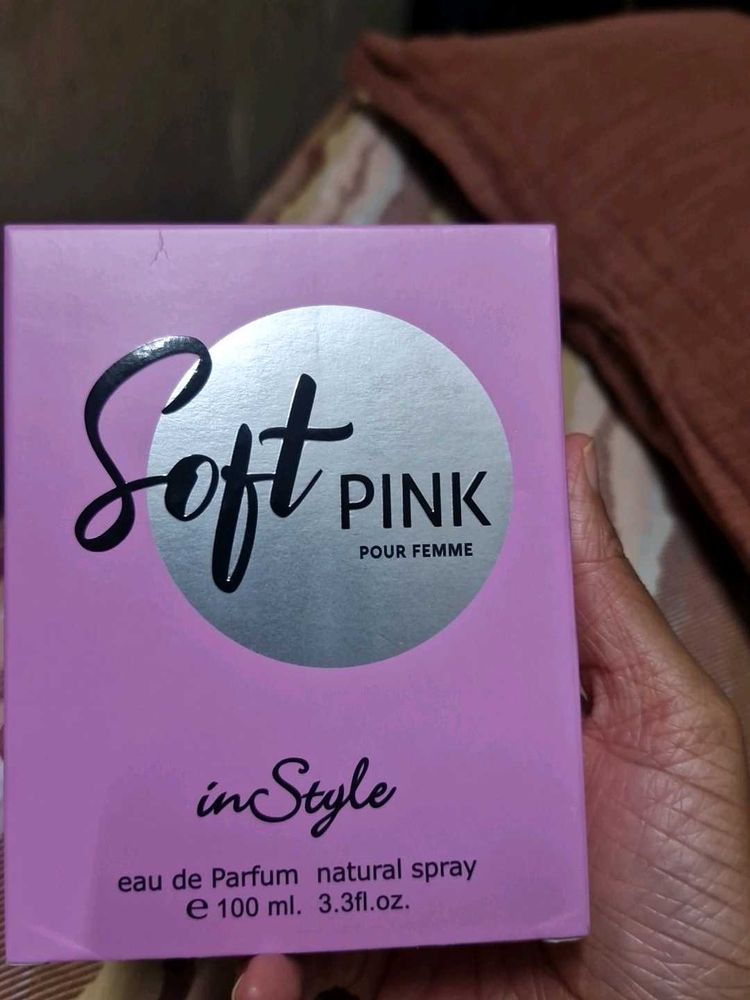 Soft PINK
POUR FEMME
inStyle
eau de Parfum natural spray
℮ 100 ml. 3.3fl.oz.